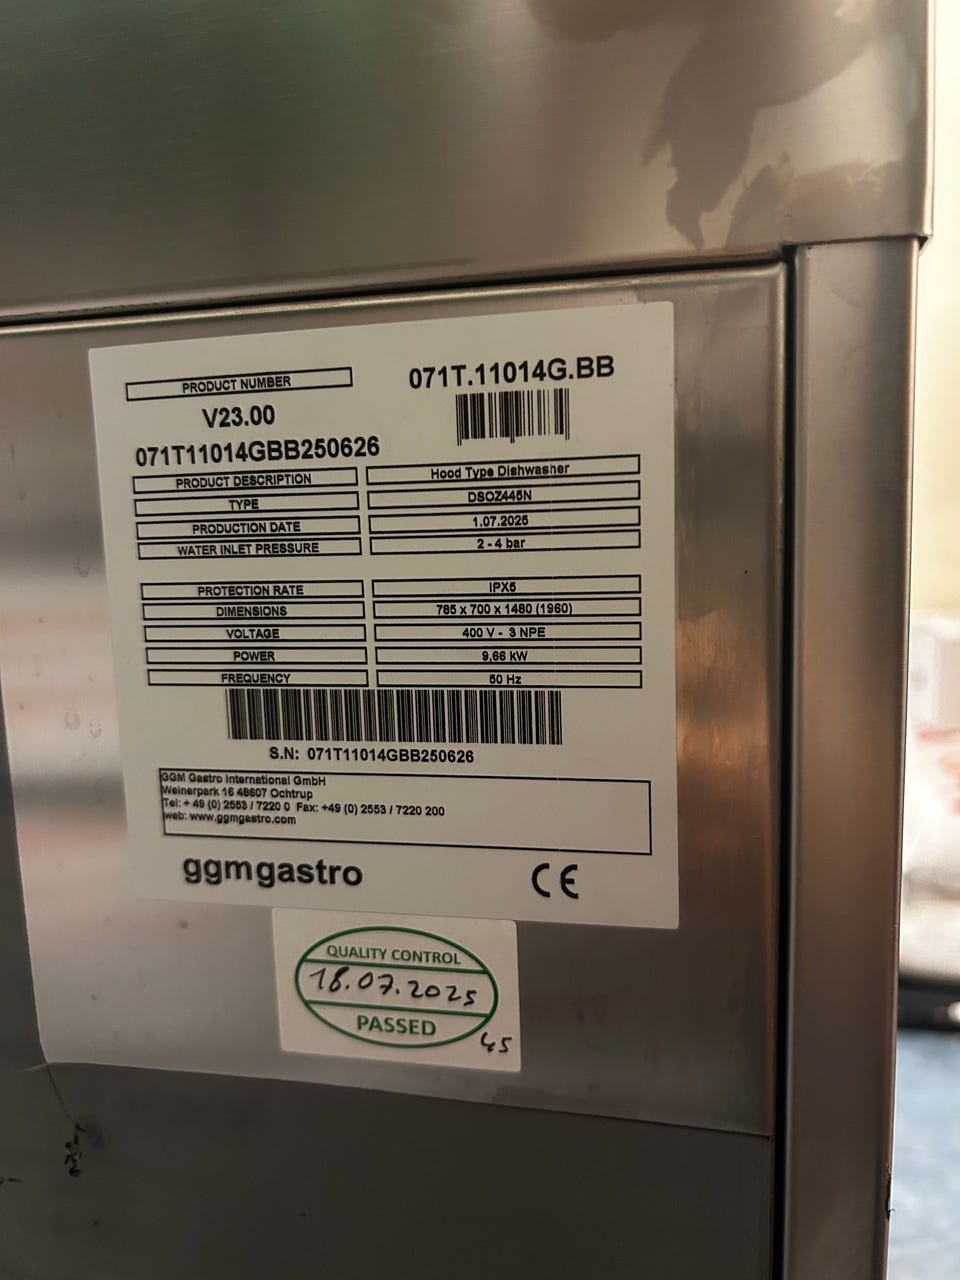 PRODUCT NUMBER
071T.11014G.BB
V23.00
071T11014GBB250626
PRODUCT DESCRIPTION Hood Type Dishwasher
TYPE DSOZ445N
PRODUCTION DATE 1.07.2025
WATER INLET PRESSURE 2 - 4 bar
PROTECTION RATE IPX5
DIMENSIONS 785 x 700 x 1480 (1960)
VOLTAGE 400 V - 3 NPE
POWER 9,66 kW
FREQUENCY 50 Hz
S.N: 071T11014GBB250626
GGM Gastro International GmbH
Weinerpark 16 48607 Ochtrup
Tel: + 49 (0) 2553 / 7220 0 Fax: +49 (0) 2553 / 7220 200
web: www.ggmgastro.com
ggmgastro CE
QUALITY CONTROL
18.07.2025
PASSED
45